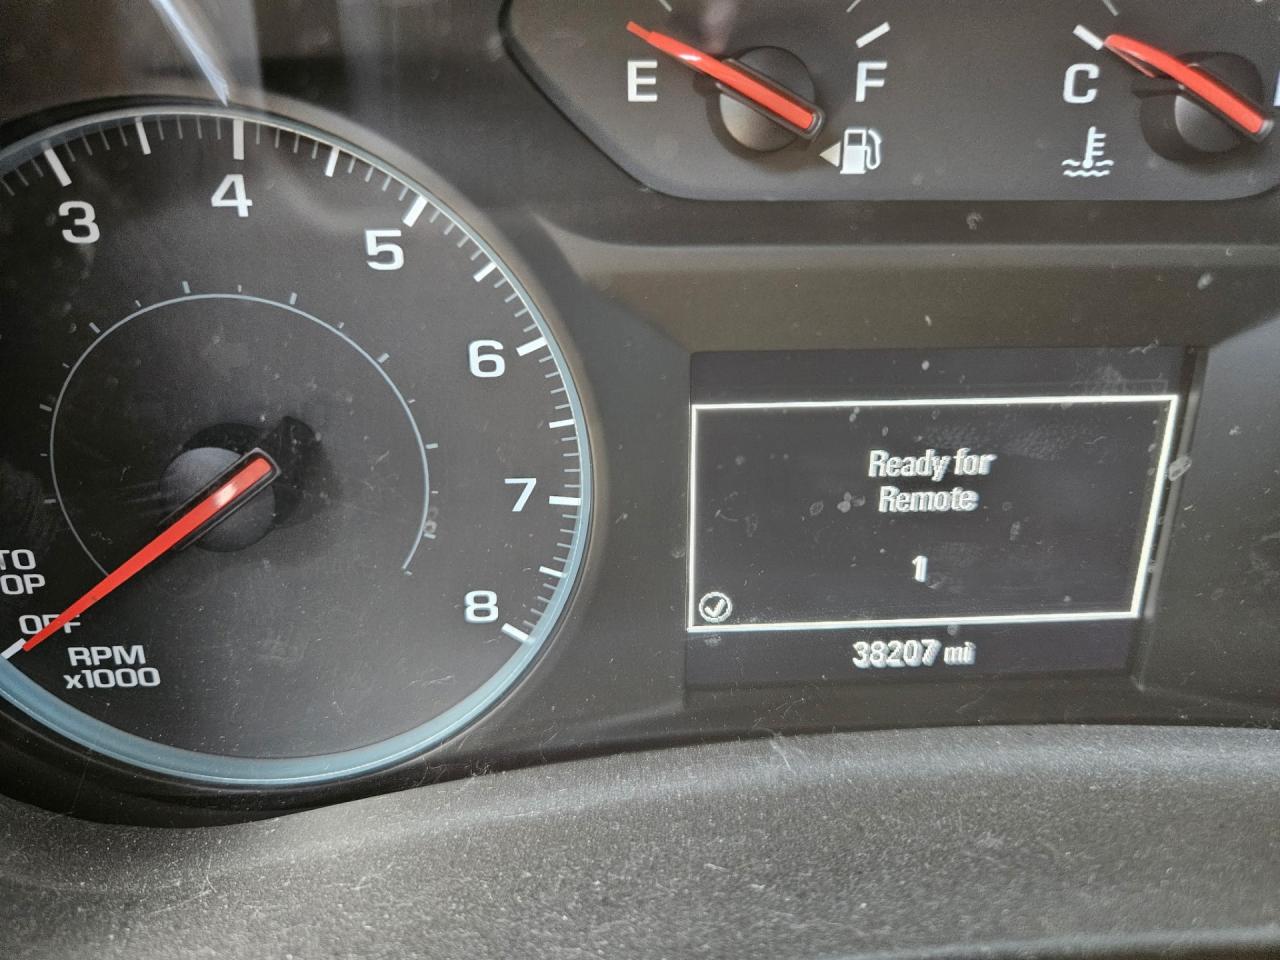 E F
C
3
4
5
6
7
8
TO
OP
OFF
RPM
x1000
Ready for
Remote
1
38207 mi